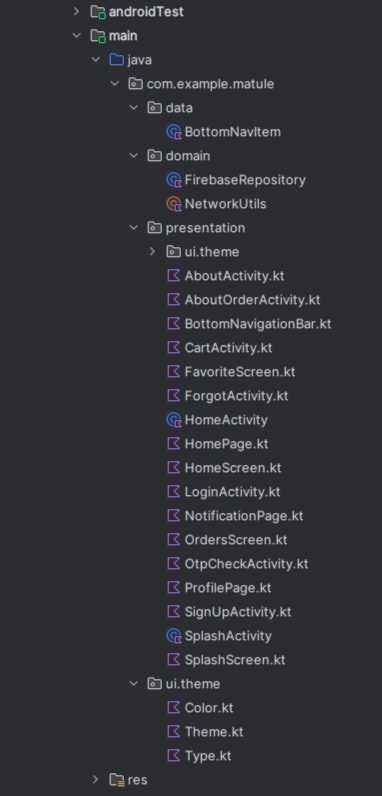 androidTest
main
java
com.example.matule
data
BottomNavItem
domain
FirebaseRepository
NetworkUtils
presentation
ui.theme
AboutActivity.kt
AboutOrderActivity.kt
BottomNavigationBar.kt
CartActivity.kt
FavoriteScreen.kt
ForgotActivity.kt
HomeActivity
HomePage.kt
HomeScreen.kt
LoginActivity.kt
NotificationPage.kt
OrdersScreen.kt
OtpCheckActivity.kt
ProfilePage.kt
SignUpActivity.kt
SplashActivity
SplashScreen.kt
ui.theme
Color.kt
Theme.kt
Type.kt
res